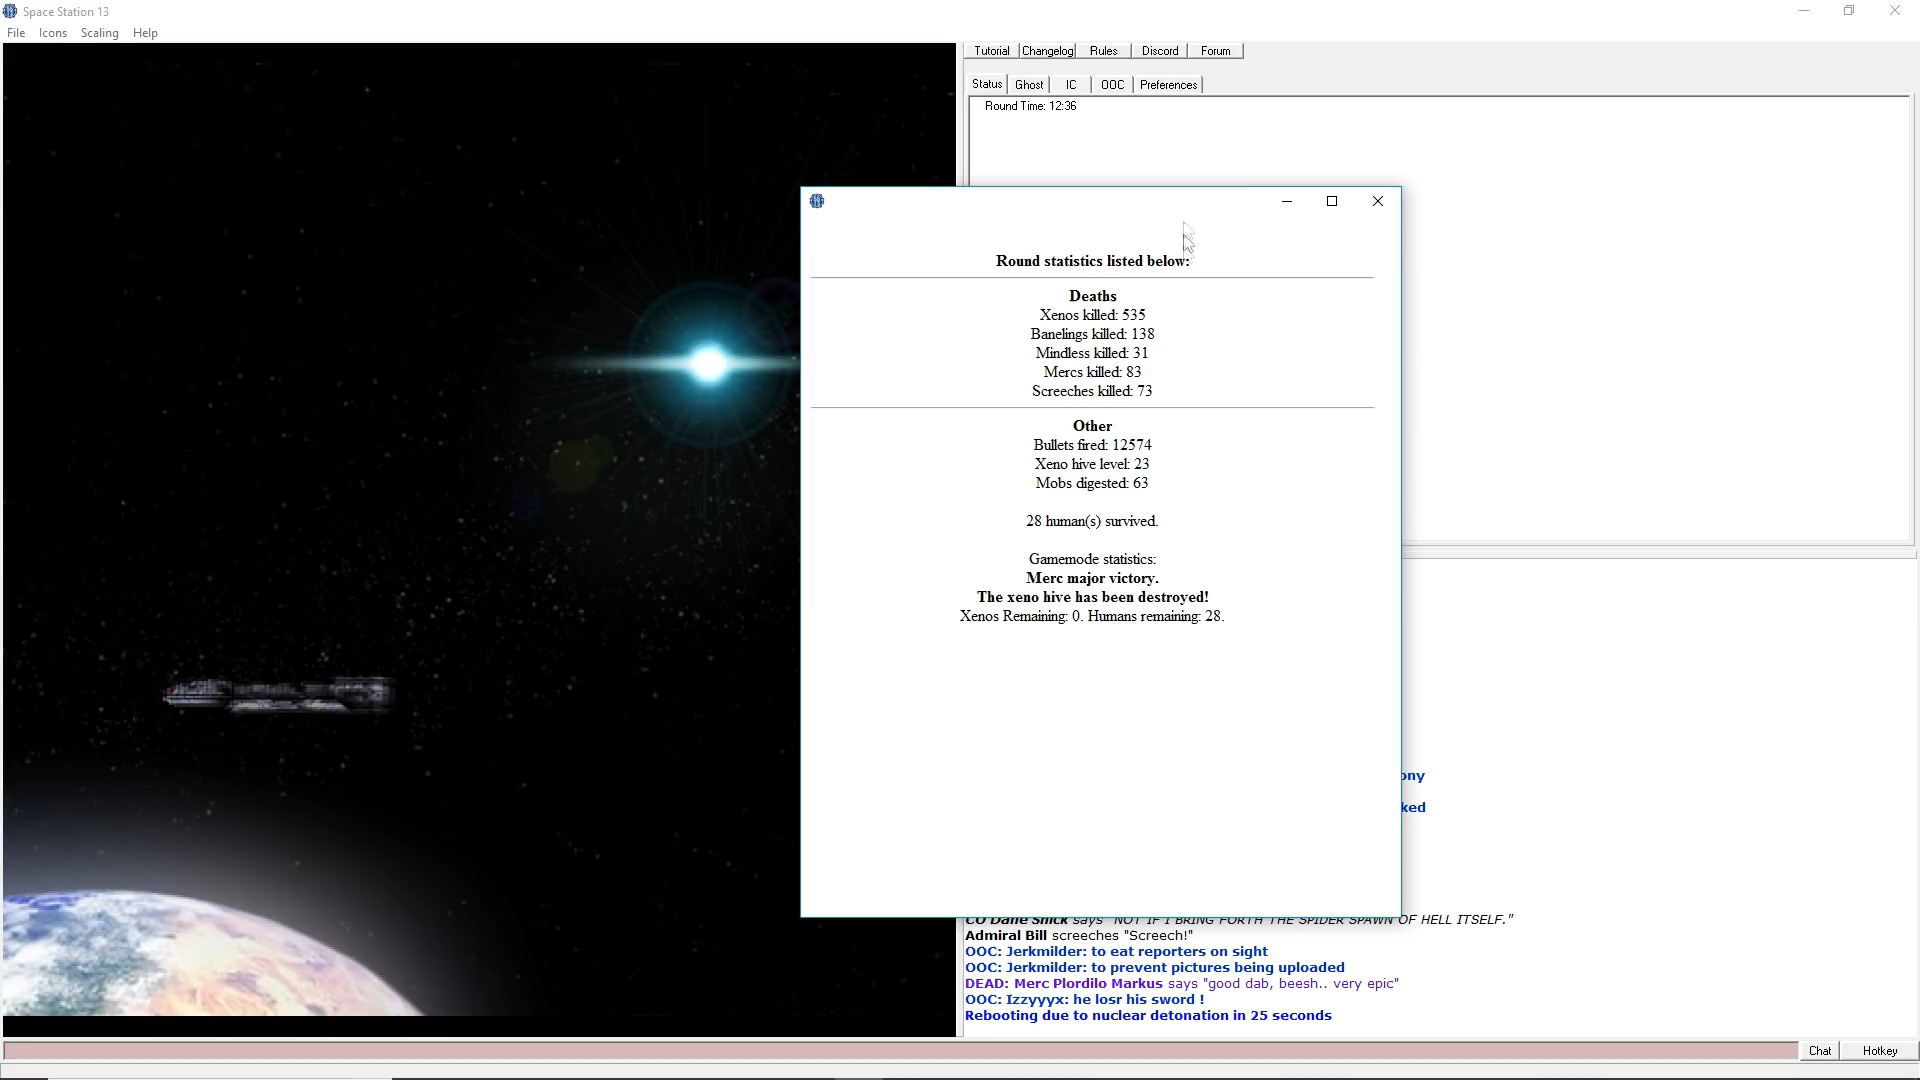 Space Station 13
File Icons Scaling Help
Tutorial Changelog Rules Discord Forum
Status Ghost IC OOC Preferences
Round Time: 12:36
Round statistics listed below:
Deaths
Xenos killed: 535
Banelings killed: 138
Mindless killed: 31
Mercs killed: 83
Screeches killed: 73
Other
Bullets fired: 12574
Xeno hive level: 23
Mobs digested: 63
28 human(s) survived.
Gamemode statistics:
Merc major victory.
The xeno hive has been destroyed!
Xenos Remaining: 0. Humans remaining: 28.
ony
ked
CO Dane Shick says "NOT IF I BRING FORTH THE SPIDER SPAWN OF HELL ITSELF."
Admiral Bill screeches "Screech!"
OOC: Jerkmilder: to eat reporters on sight
OOC: Jerkmilder: to prevent pictures being uploaded
DEAD: Merc Plordilo Markus says "good dab, beesh.. very epic"
OOC: Izzyyyx: he losr his sword !
Rebooting due to nuclear detonation in 25 seconds
Chat Hotkey